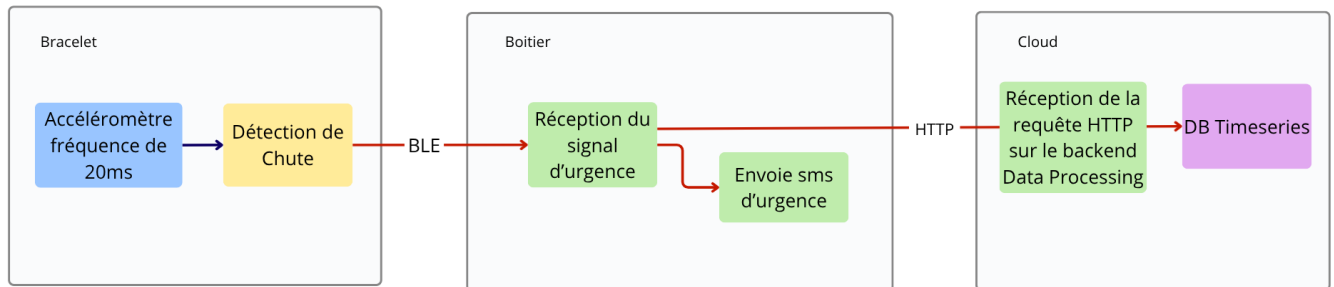 Bracelet
Accéléromètre
fréquence de
20ms
Détection de
Chute
BLE
Boitier
Réception du
signal
d'urgence
Envoie sms
d'urgence
HTTP
Cloud
Réception de la
requête HTTP
sur le backend
Data Processing
DB Timeseries